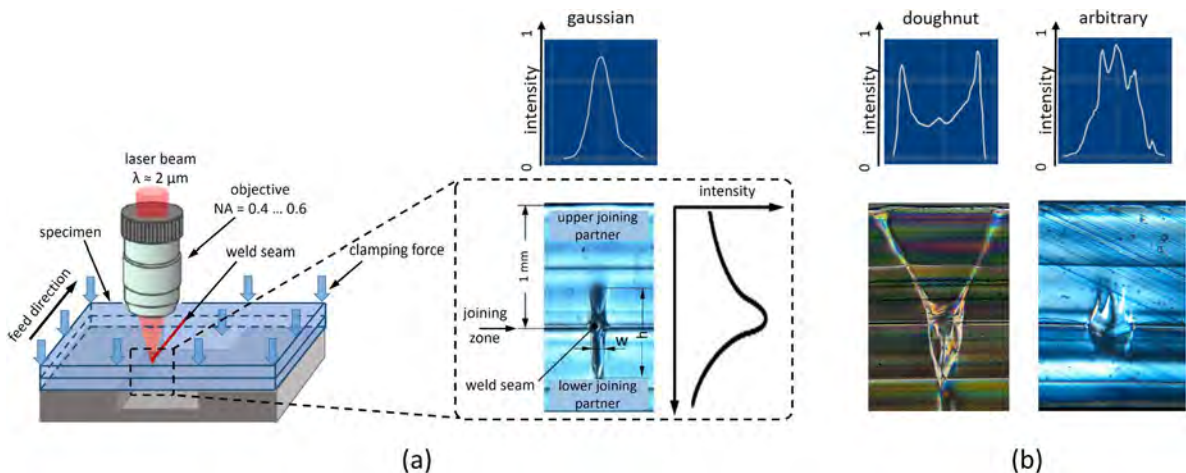 gaussian
1
intensity
0
doughnut
1
intensity
0
arbitrary
1
intensity
0
laser beam
λ ≈ 2 μm
objective
NA = 0.4 ... 0.6
specimen
weld seam
clamping force
feed direction
intensity
upper joining
partner
1 mm
joining
zone
w
h
weld seam
lower joining
partner
(a)
(b)